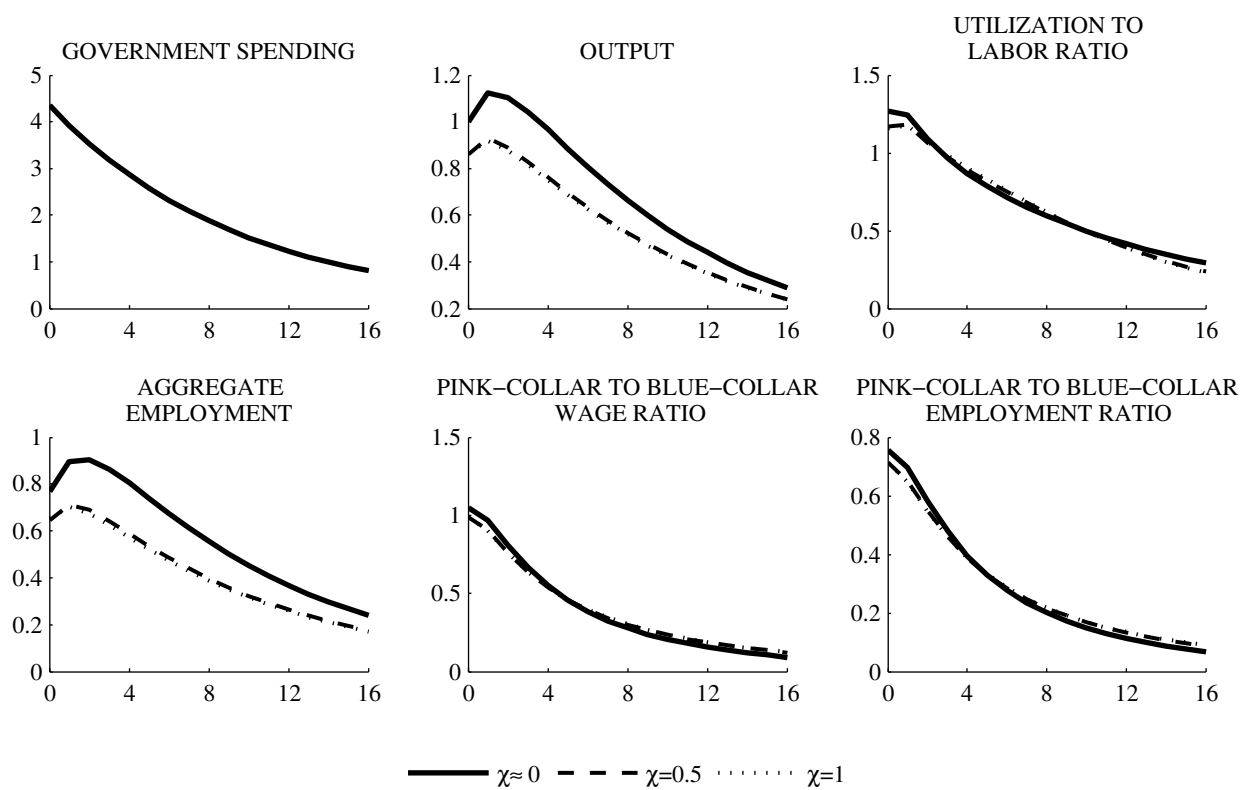 GOVERNMENT SPENDING
5
4
3
2
1
0
0 4 8 12 16
OUTPUT
1.2
1
0.8
0.6
0.4
0.2
0 4 8 12 16
UTILIZATION TO
LABOR RATIO
1.5
1
0.5
0
0 4 8 12 16
AGGREGATE
EMPLOYMENT
1
0.8
0.6
0.4
0.2
0
0 4 8 12 16
PINK−COLLAR TO BLUE−COLLAR
WAGE RATIO
1.5
1
0.5
0
0 4 8 12 16
PINK−COLLAR TO BLUE−COLLAR
EMPLOYMENT RATIO
0.8
0.6
0.4
0.2
0
0 4 8 12 16
χ≈ 0 χ=0.5 χ=1